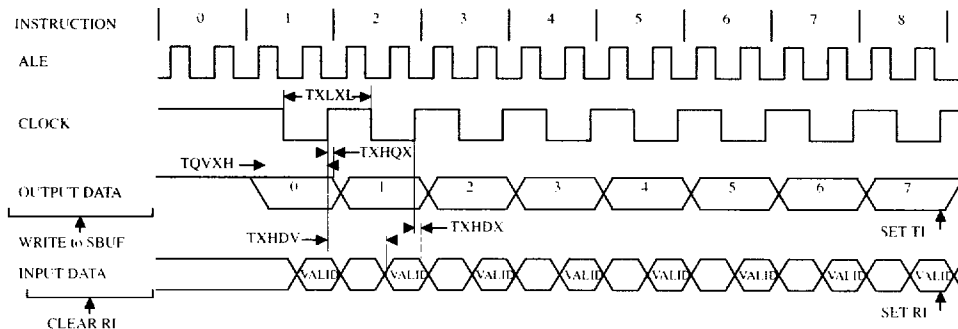 INSTRUCTION 0 1 2 3 4 5 6 7 8
ALE
TXLXL
CLOCK
TXHQX
TQVXH
OUTPUT DATA 0 1 2 3 4 5 6 7
TXHDV TXHDX SET TI
WRITE to SBUF
INPUT DATA VALID VALID VALID VALID VALID VALID VALID VALID
SET RI
CLEAR RI